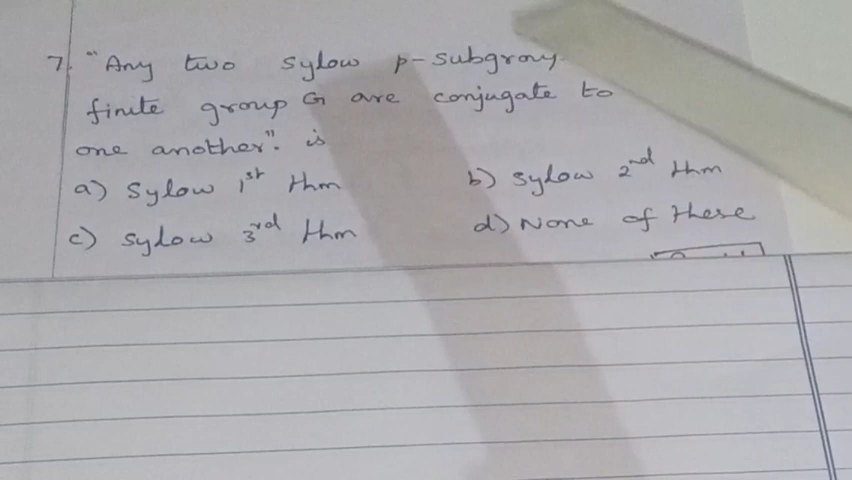 7. "Any two sylow p-subgroup
finite group G are conjugate to
one another". is
a) Sylow 1st thm b) sylow 2nd thm
c) sylow 3rd thm d) None of these